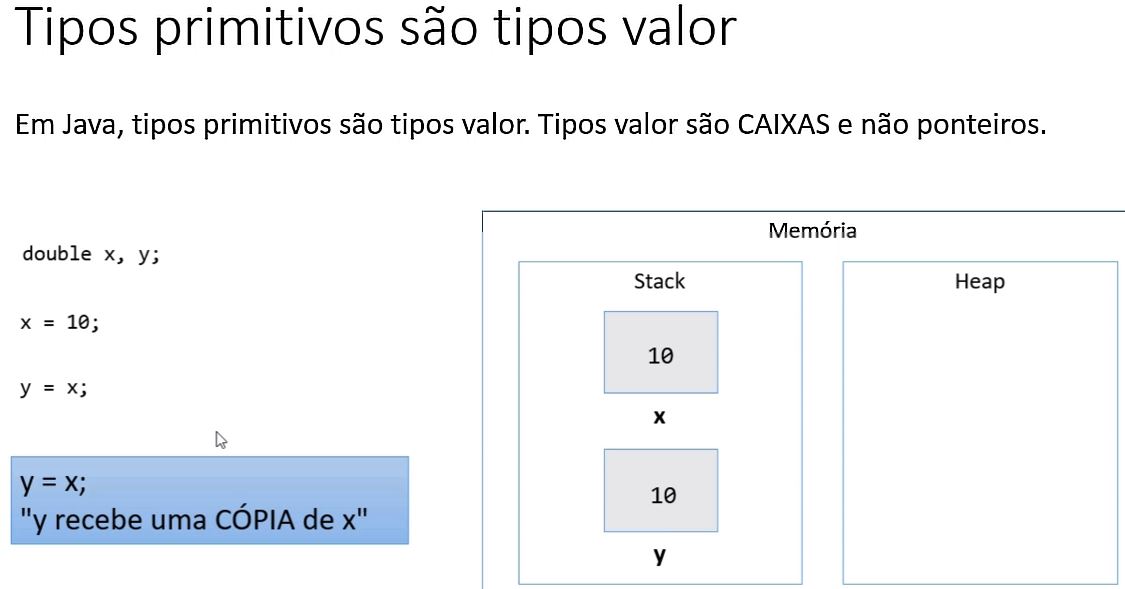 Tipos primitivos são tipos valor
Em Java, tipos primitivos são tipos valor. Tipos valor são CAIXAS e não ponteiros.
double x, y;
x = 10;
y = x;
y = x;
"y recebe uma CÓPIA de x"
Memória
Stack
10
x
10
y
Heap